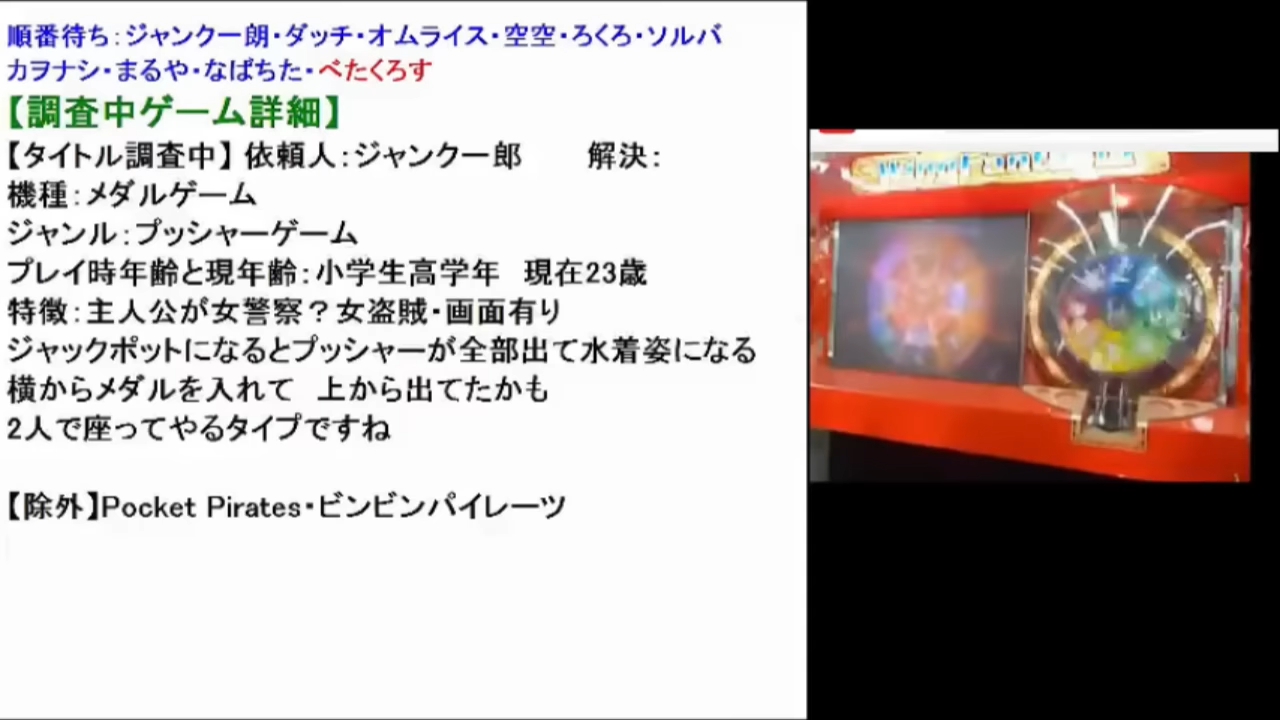 順番待ち：ジャンク一朗・ダッチ・オムライス・空空・ろくろ・ソルバ
カヲナシ・まるや・なばちた・べたくろす
【調査中ゲーム詳細】
【タイトル調査中】 依頼人：ジャンク一郎　解決：
機種：メダルゲーム
ジャンル：プッシャーゲーム
プレイ時年齢と現年齢：小学生高学年　現在23歳
特徴：主人公が女警察？女盗賊・画面有り
ジャックポットになるとプッシャーが全部出て水着姿になる
横からメダルを入れて　上から出てたかも
2人で座ってやるタイプですね
【除外】Pocket Pirates・ビンビンパイレーツ